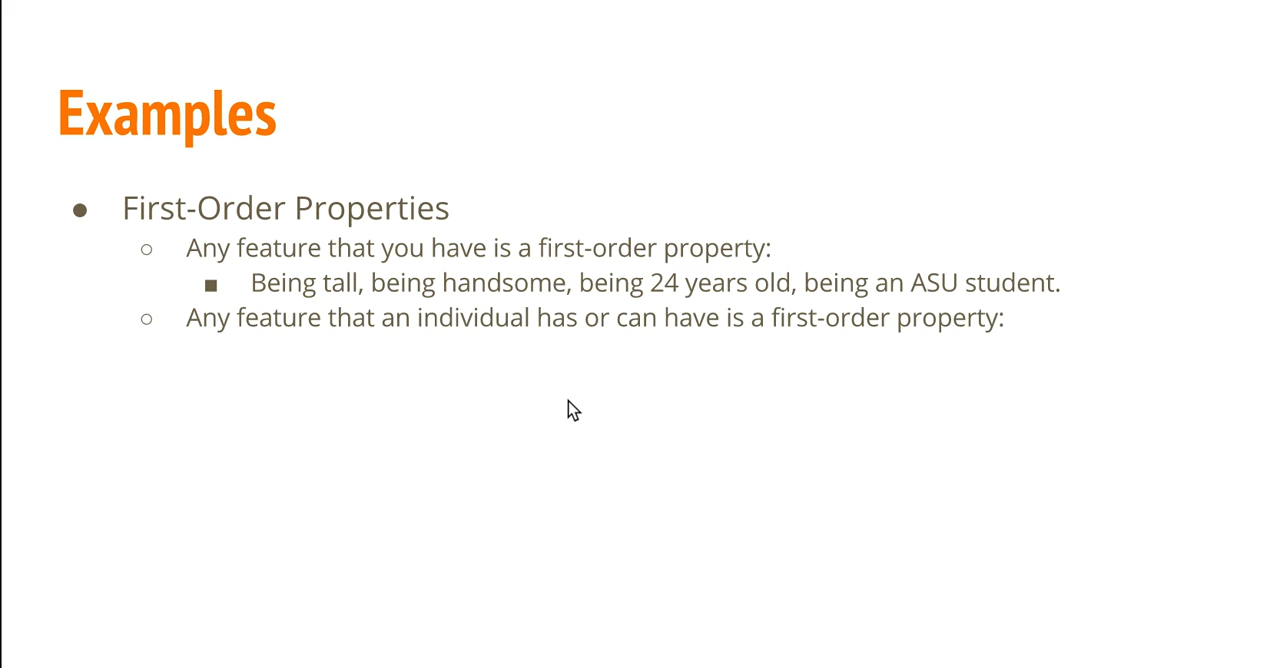 Examples
● First-Order Properties
○ Any feature that you have is a first-order property:
■ Being tall, being handsome, being 24 years old, being an ASU student.
○ Any feature that an individual has or can have is a first-order property: